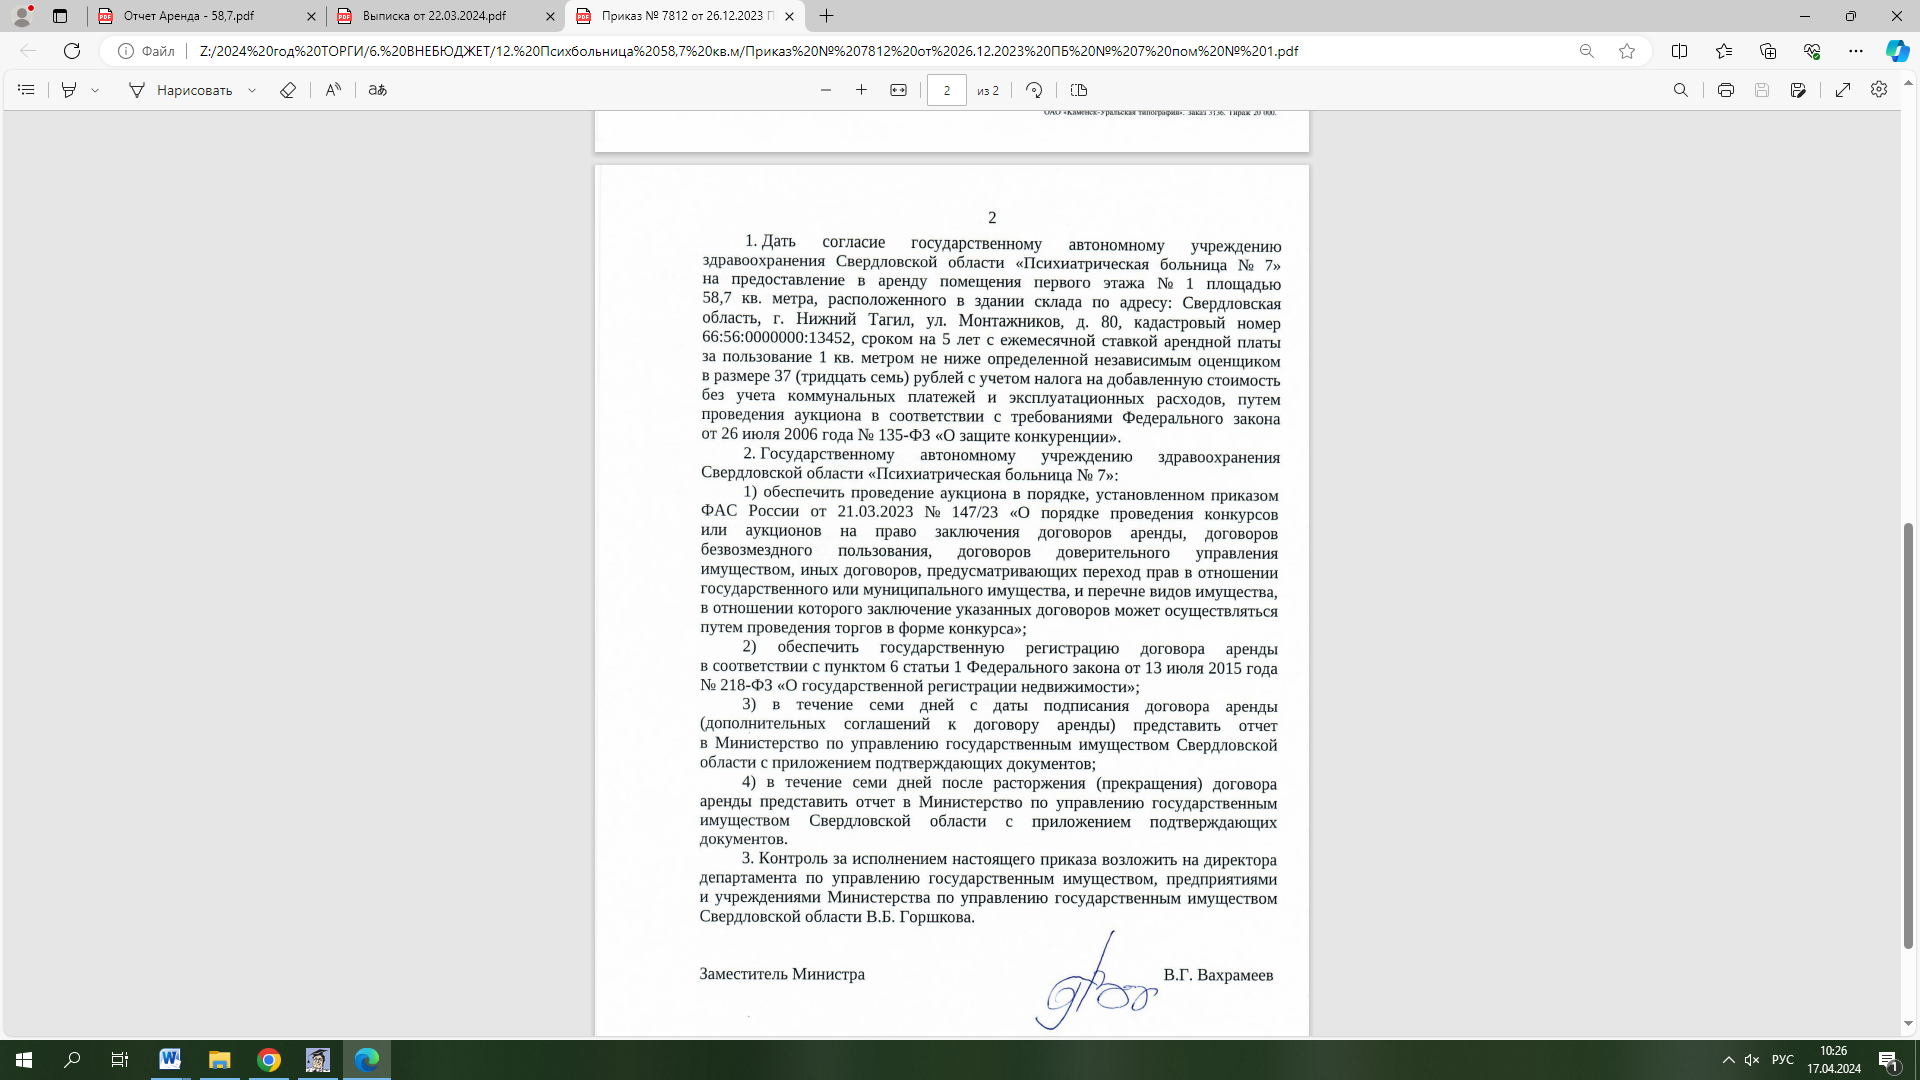 Отчет Аренда - 58,7.pdf
Выписка от 22.03.2024.pdf
Приказ № 7812 от 26.12.2023 П
Файл
Z:/2024%20год%20ТОРГИ/6.%20ВНЕБЮДЖЕТ/12.%20Психбольница%2058,7%20кв.м/Приказ%20№%207812%20от%2026.12.2023%20ПБ%20№%207%20пом%20№%201.pdf
Нарисовать
2
из 2
ОАО «Каменск-Уральская типография». Заказ 3136. Тираж 20 000.
2
1. Дать согласие государственному автономному учреждению
здравоохранения Свердловской области «Психиатрическая больница № 7»
на предоставление в аренду помещения первого этажа № 1 площадью
58,7 кв. метра, расположенного в здании склада по адресу: Свердловская
область, г. Нижний Тагил, ул. Монтажников, д. 80, кадастровый номер
66:56:0000000:13452, сроком на 5 лет с ежемесячной ставкой арендной платы
за пользование 1 кв. метром не ниже определенной независимым оценщиком
в размере 37 (тридцать семь) рублей с учетом налога на добавленную стоимость
без учета коммунальных платежей и эксплуатационных расходов, путем
проведения аукциона в соответствии с требованиями Федерального закона
от 26 июля 2006 года № 135-ФЗ «О защите конкуренции».
2. Государственному автономному учреждению здравоохранения
Свердловской области «Психиатрическая больница № 7»:
1) обеспечить проведение аукциона в порядке, установленном приказом
ФАС России от 21.03.2023 № 147/23 «О порядке проведения конкурсов
или аукционов на право заключения договоров аренды, договоров
безвозмездного пользования, договоров доверительного управления
имуществом, иных договоров, предусматривающих переход прав в отношении
государственного или муниципального имущества, и перечне видов имущества,
в отношении которого заключение указанных договоров может осуществляться
путем проведения торгов в форме конкурса»;
2) обеспечить государственную регистрацию договора аренды
в соответствии с пунктом 6 статьи 1 Федерального закона от 13 июля 2015 года
№ 218-ФЗ «О государственной регистрации недвижимости»;
3) в течение семи дней с даты подписания договора аренды
(дополнительных соглашений к договору аренды) представить отчет
в Министерство по управлению государственным имуществом Свердловской
области с приложением подтверждающих документов;
4) в течение семи дней после расторжения (прекращения) договора
аренды представить отчет в Министерство по управлению государственным
имуществом Свердловской области с приложением подтверждающих
документов.
3. Контроль за исполнением настоящего приказа возложить на директора
департамента по управлению государственным имуществом, предприятиями
и учреждениями Министерства по управлению государственным имуществом
Свердловской области В.Б. Горшкова.
Заместитель Министра
В.Г. Вахрамеев
РУС
10:26
17.04.2024
1